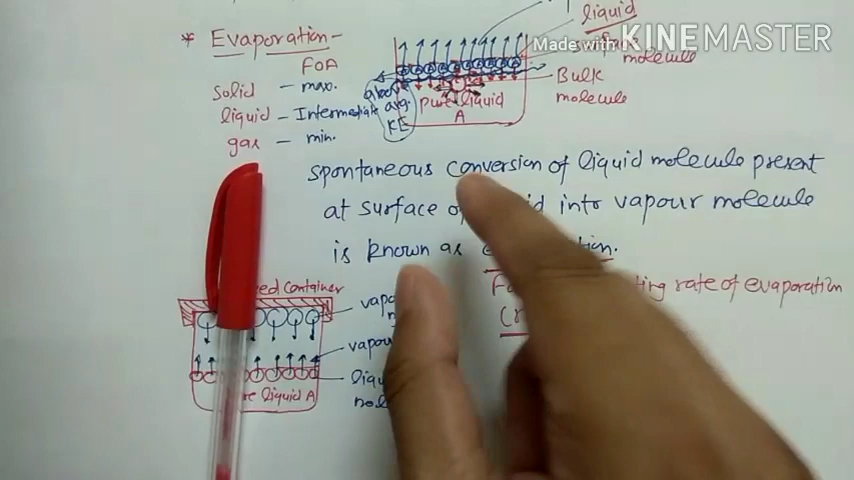 * Evaporation-
FOA
solid - max.
liquid - Intermediate
gas - min.
above
avg.
KE
liquid
surface
molecule
Bulk
molecule
pure liquid
A
Made with KINEMASTER
spontaneous conversion of liquid molecule present
at surface of into vapour molecule
is known as evaporation.
Container
rate of evaporation
liquid A